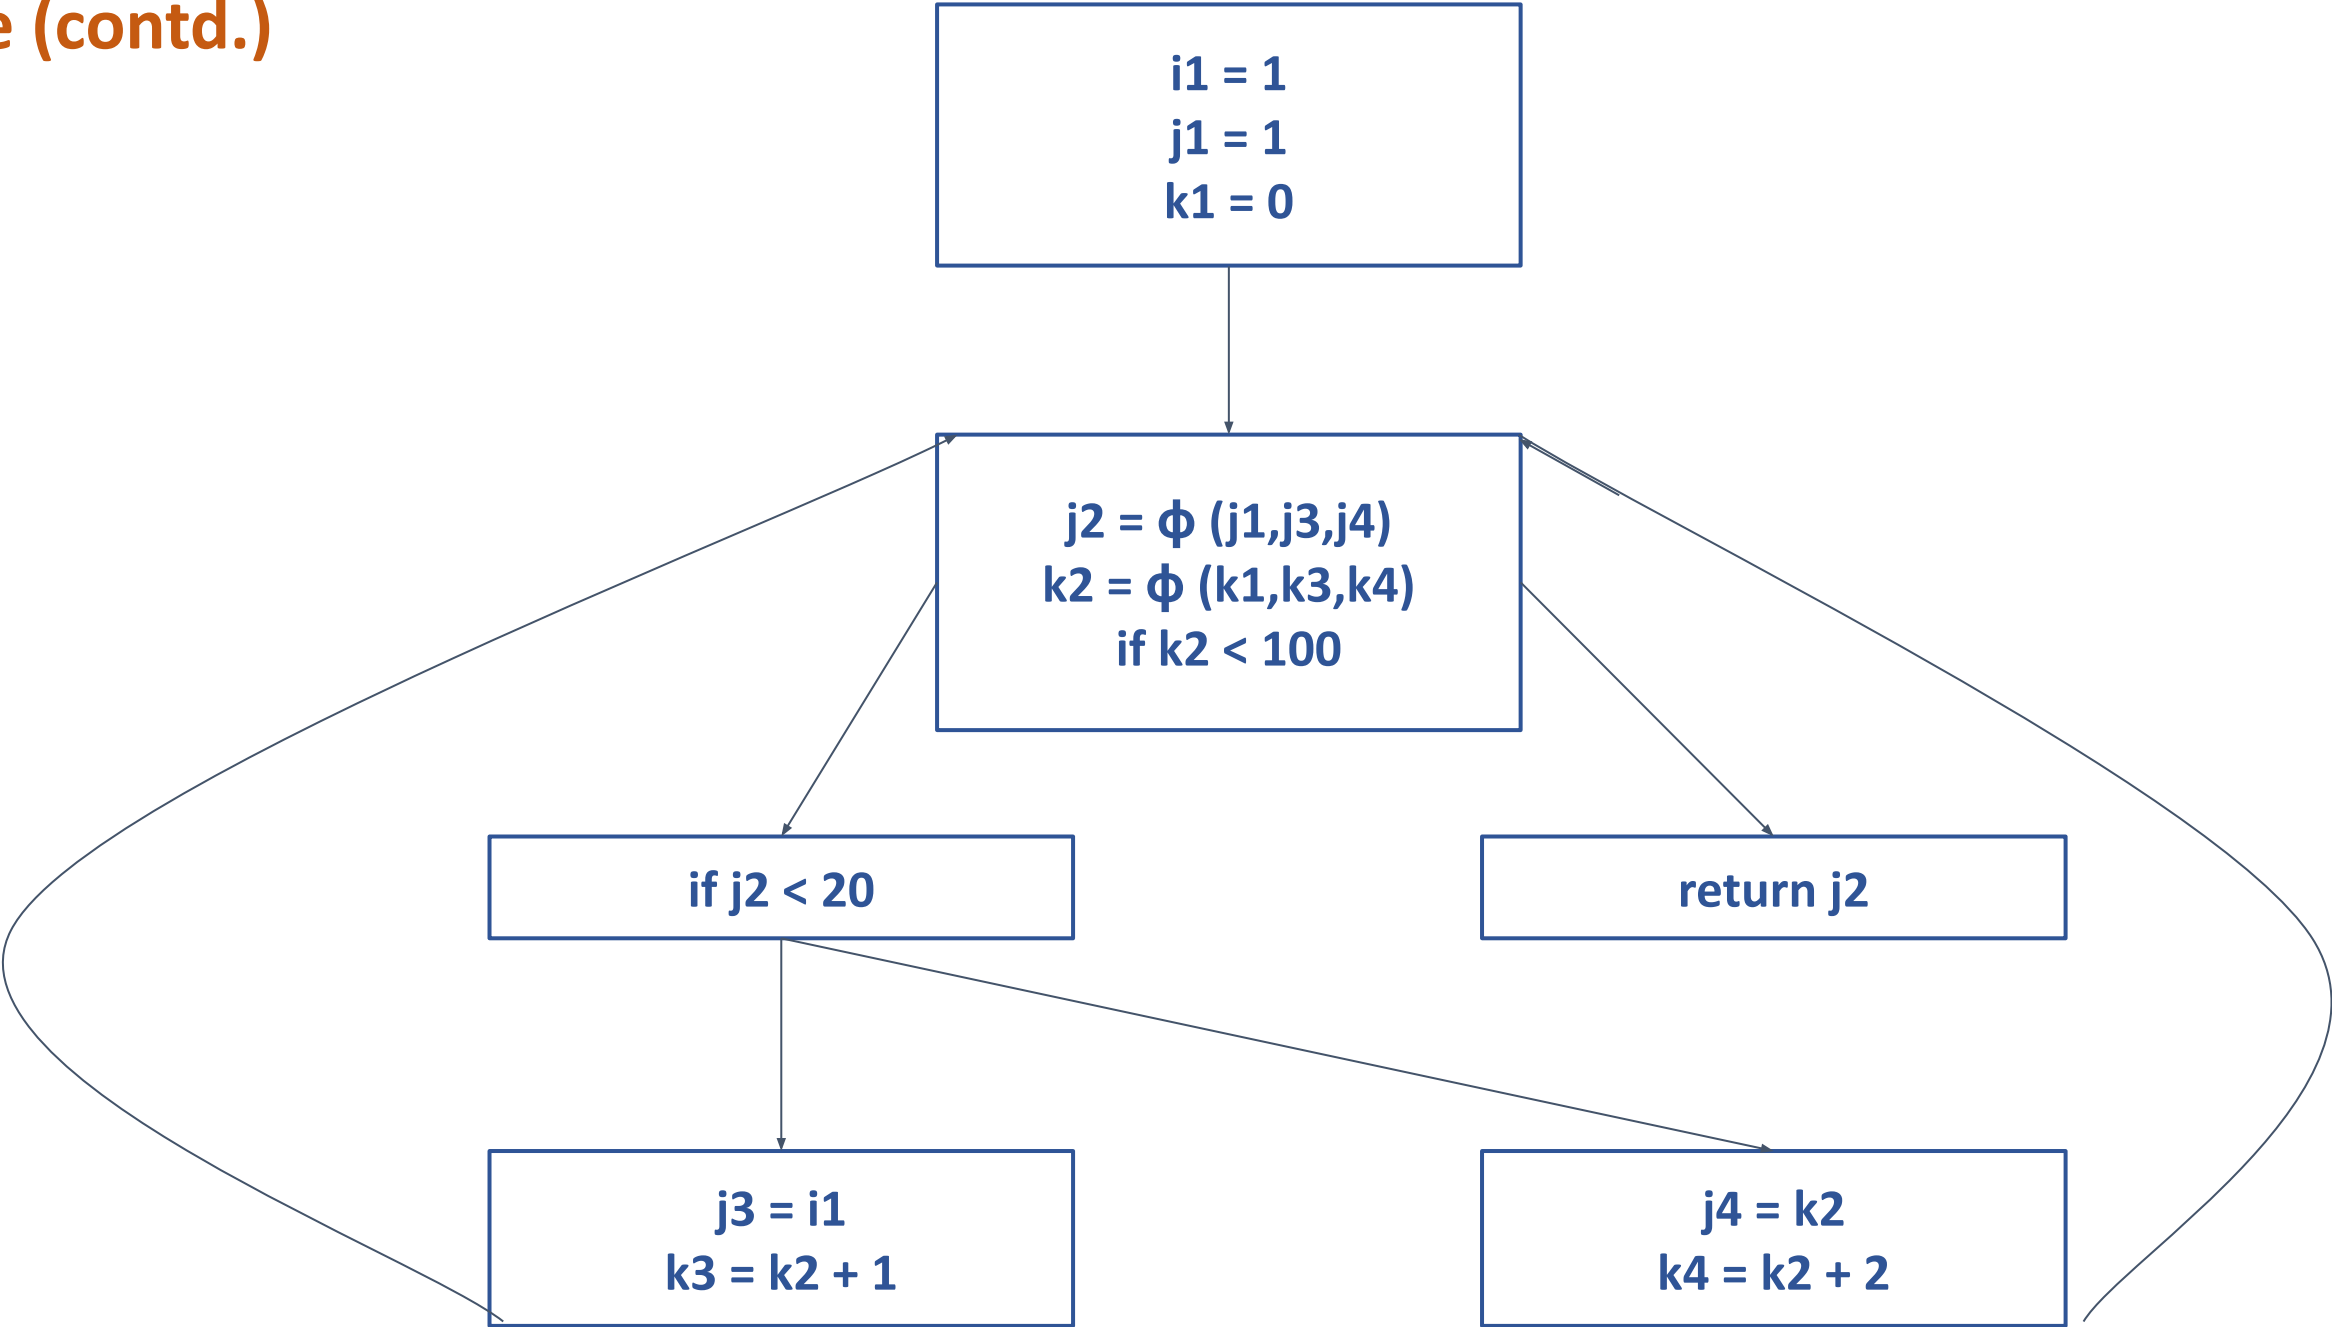 e (contd.)
i1 = 1
j1 = 1
k1 = 0
j2 = ϕ (j1,j3,j4)
k2 = ϕ (k1,k3,k4)
if k2 < 100
if j2 < 20
return j2
j3 = i1
k3 = k2 + 1
j4 = k2
k4 = k2 + 2